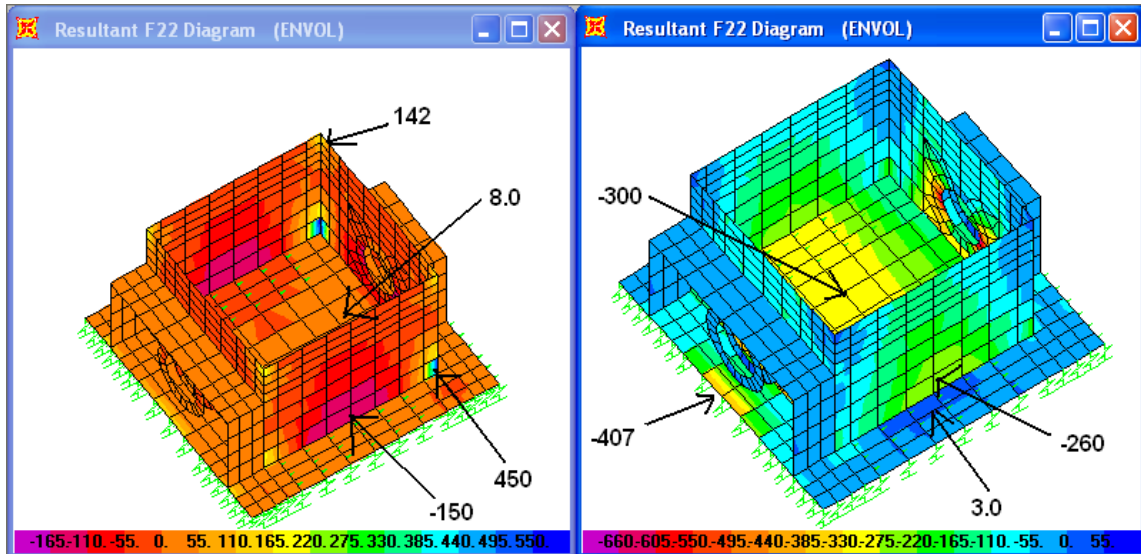 Resultant F22 Diagram (ENVOL)
142
8.0
450
-150
-165.-110. -55. 0. 55. 110.165.220.275.330.385.440.495.550.
Resultant F22 Diagram (ENVOL)
-300
-407
-260
3.0
-660-605-550.-495-440.-385-330-275-220.-165.-110.-55. 0. 55.